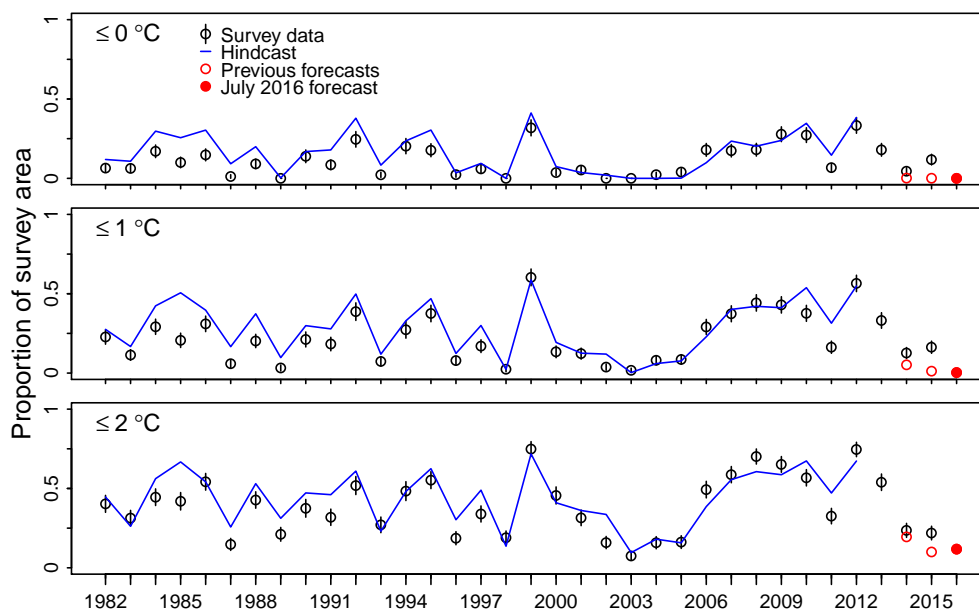 Proportion of survey area
≤ 0 °C
Survey data
Hindcast
Previous forecasts
July 2016 forecast
1
0.5
0
≤ 1 °C
1
0.5
0
≤ 2 °C
1
0.5
0
1982 1985 1988 1991 1994 1997 2000 2003 2006 2009 2012 2015